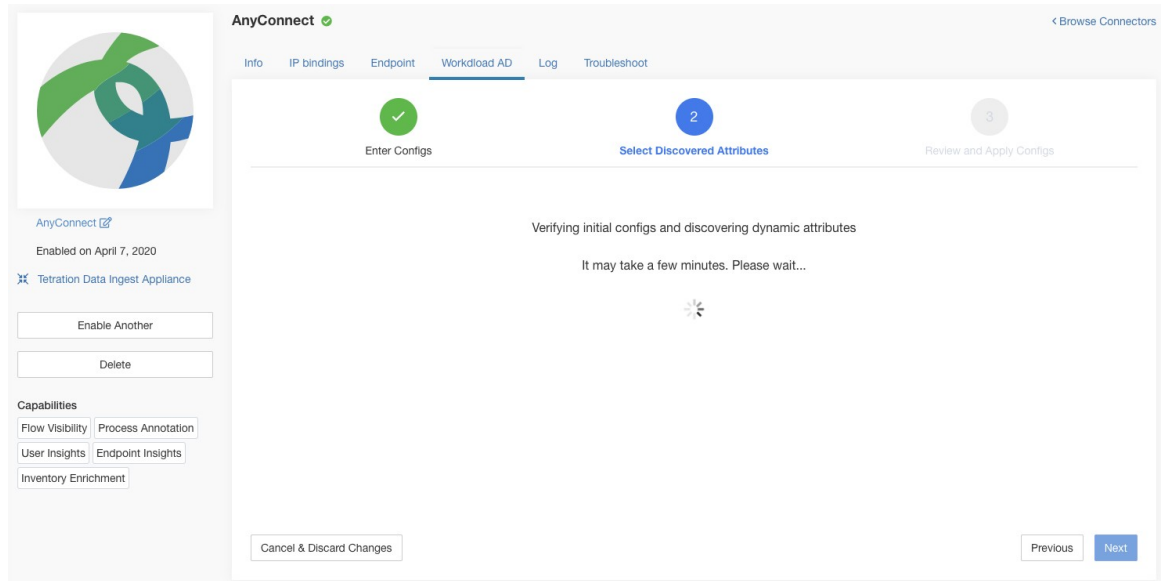 AnyConnect
< Browse Connectors
Info IP bindings Endpoint Workdload AD Log Troubleshoot
2
3
Enter Configs
Select Discovered Attributes
Review and Apply Configs
Verifying initial configs and discovering dynamic attributes
It may take a few minutes. Please wait...
AnyConnect
Enabled on April 7, 2020
Tetration Data Ingest Appliance
Enable Another
Delete
Capabilities
Flow Visibility Process Annotation
User Insights Endpoint Insights
Inventory Enrichment
Cancel & Discard Changes
Previous Next